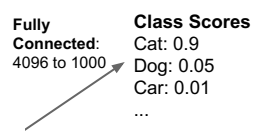 Fully
Connected:
4096 to 1000
Class Scores
Cat: 0.9
Dog: 0.05
Car: 0.01
...